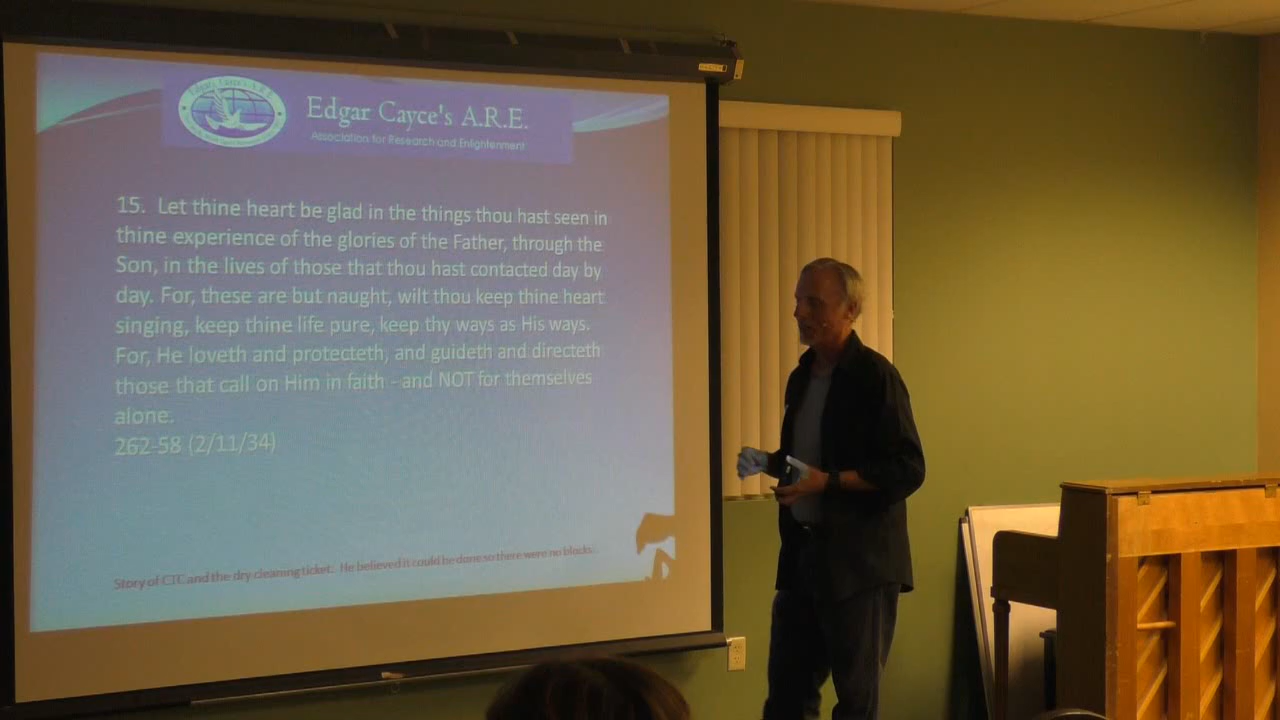 Edgar Cayce's A.R.E.
Association for Research and Enlightenment
15. Let thine heart be glad in the things thou hast seen in
thine experience of the glories of the Father, through the
Son, in the lives of those that thou hast contacted day by
day. For, these are but naught, wilt thou keep thine heart
singing, keep thine life pure, keep thy ways as His ways.
For, He loveth and protecteth, and guideth and directeth
those that call on Him in faith - and NOT for themselves
alone.
262-58 (2/11/34)
Story of CTC and the dry cleaning ticket. He believed it could be done so there were no blocks.